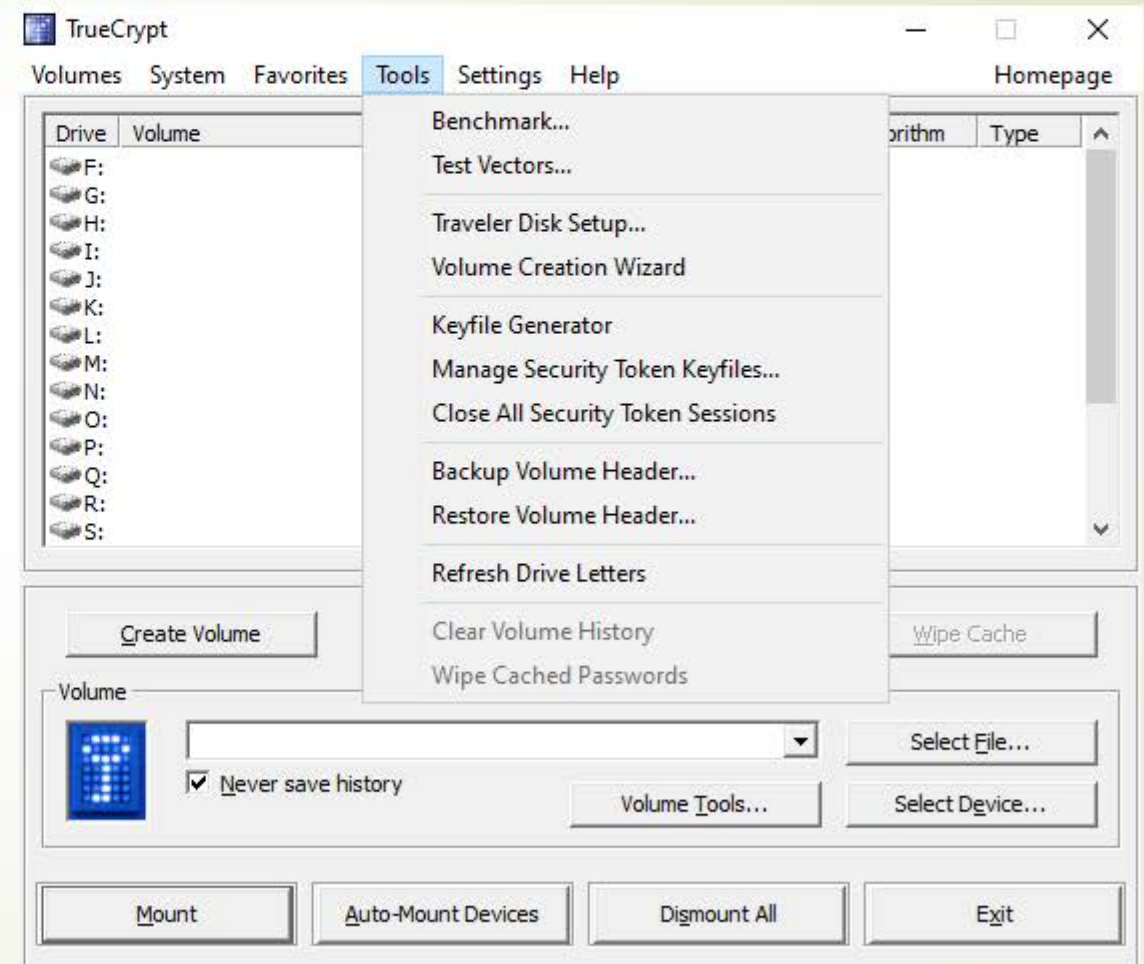 TrueCrypt
Volumes System Favorites Tools Settings Help Homepage
Drive Volume orithm Type
F:
G:
H:
I:
J:
K:
L:
M:
N:
O:
P:
Q:
R:
S:
Benchmark...
Test Vectors...
Traveler Disk Setup...
Volume Creation Wizard
Keyfile Generator
Manage Security Token Keyfiles...
Close All Security Token Sessions
Backup Volume Header...
Restore Volume Header...
Refresh Drive Letters
Clear Volume History
Wipe Cached Passwords
Create Volume Wipe Cache
Volume
Select File...
Never save history
Volume Tools... Select Device...
Mount Auto-Mount Devices Dismount All Exit